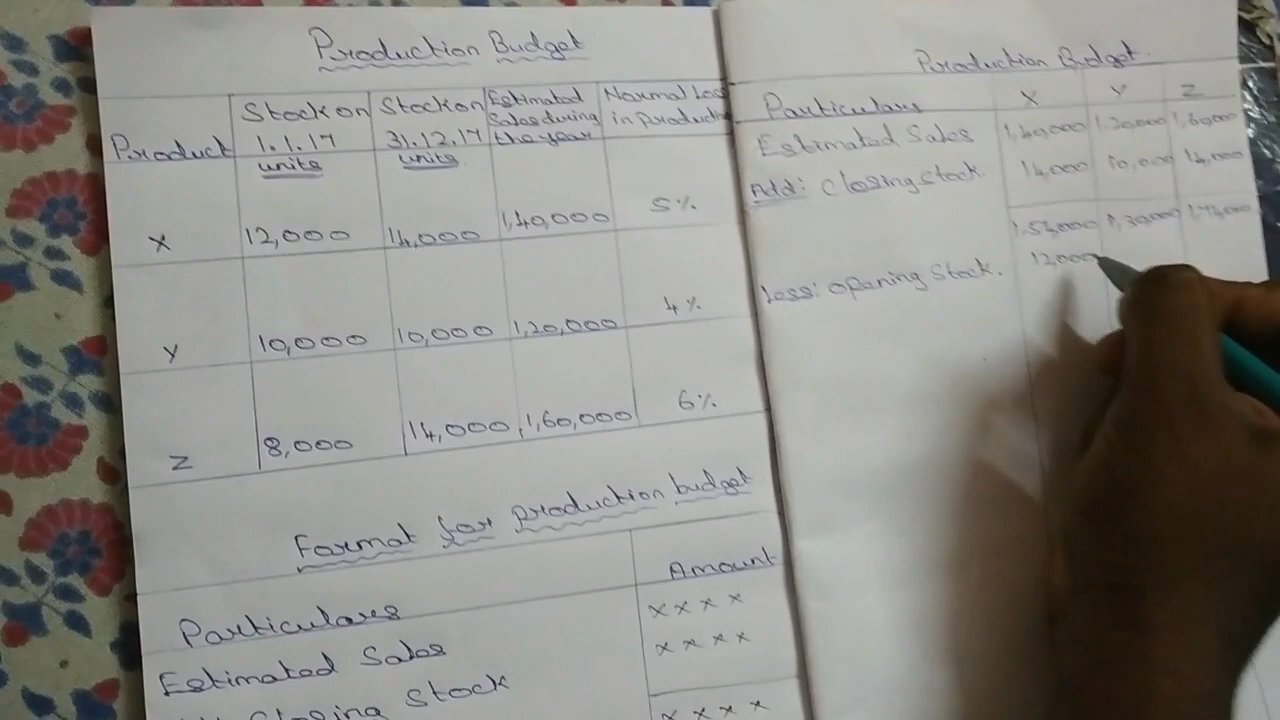 Production Budget
Product
Stock on
1.1.17
units
Stock on
31.12.17
units
Estimated
Sales during
the year
Normal Loss
in Production
X 12,000 14,000 1,40,000 5%
Y 10,000 10,000 1,20,000 4%
Z 8,000 14,000 1,60,000 6%
Format for production budget
Particulars Amount
Estimated Sales xxxx
xxxx
Closing Stock
xxxx
Production Budget.
Particulars X Y Z
Estimated Sales 1,40,000 1,20,000 1,60,000
Add: Closing Stock 14,000 10,000 14,000
1,54,000 1,30,000 1,74,000
Less: Opening Stock. 12,000